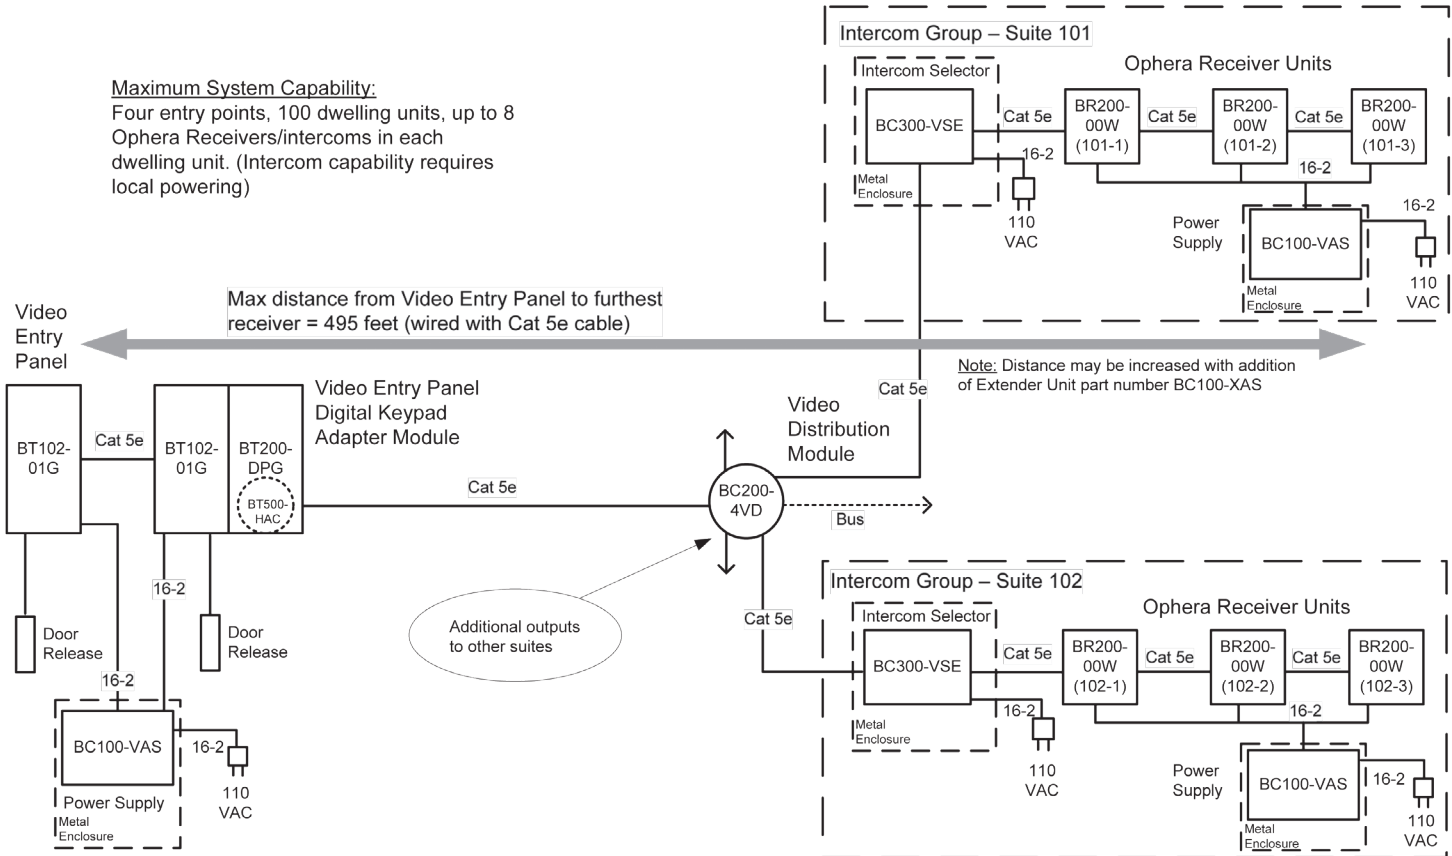 Maximum System Capability:
Four entry points, 100 dwelling units, up to 8
Ophera Receivers/intercoms in each
dwelling unit. (Intercom capability requires
local powering)
Intercom Group – Suite 101
Intercom Selector
BC300-VSE
Metal
Enclosure
Cat 5e
16-2
110
VAC
Ophera Receiver Units
BR200-
00W
(101-1)
Cat 5e
BR200-
00W
(101-2)
Cat 5e
BR200-
00W
(101-3)
16-2
Power
Supply
BC100-VAS
Metal
Enclosure
16-2
110
VAC
Max distance from Video Entry Panel to furthest
receiver = 495 feet (wired with Cat 5e cable)
Note: Distance may be increased with addition
of Extender Unit part number BC100-XAS
Video
Entry
Panel
BT102-
01G
Cat 5e
BT102-
01G
BT200-
DPG
BT500-
HAC
Video Entry Panel
Digital Keypad
Adapter Module
Cat 5e
Video
Distribution
Module
Cat 5e
BC200-
4VD
Bus
Additional outputs
to other suites
Cat 5e
Door
Release
16-2
Door
Release
16-2
BC100-VAS
Power Supply
Metal
Enclosure
16-2
110
VAC
Intercom Group – Suite 102
Intercom Selector
BC300-VSE
Metal
Enclosure
Cat 5e
16-2
110
VAC
Ophera Receiver Units
BR200-
00W
(102-1)
Cat 5e
BR200-
00W
(102-2)
Cat 5e
BR200-
00W
(102-3)
16-2
Power
Supply
BC100-VAS
Metal
Enclosure
16-2
110
VAC